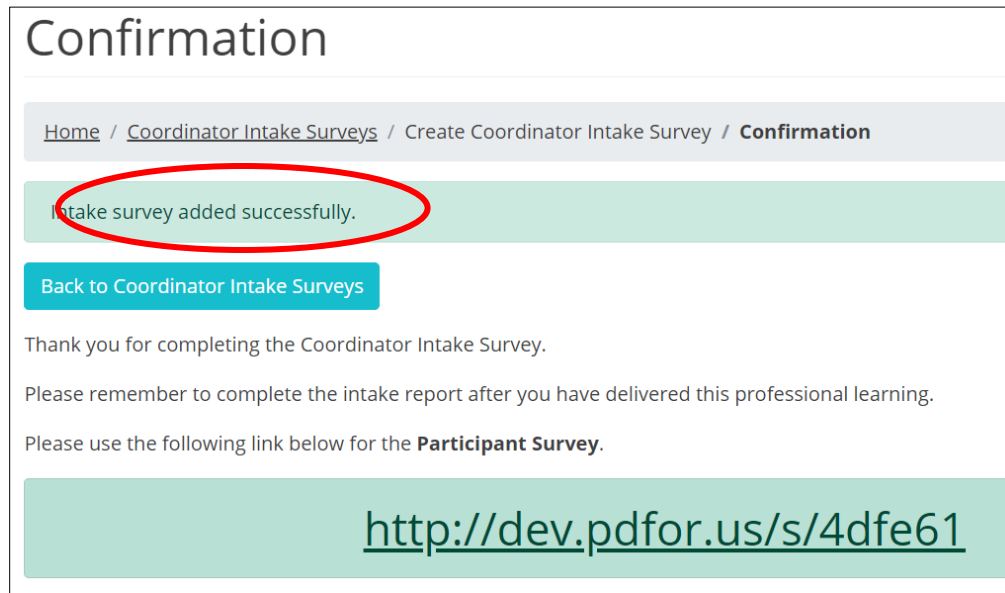 Confirmation
Home / Coordinator Intake Surveys / Create Coordinator Intake Survey / Confirmation
Intake survey added successfully.
Back to Coordinator Intake Surveys
Thank you for completing the Coordinator Intake Survey.
Please remember to complete the intake report after you have delivered this professional learning.
Please use the following link below for the Participant Survey.
http://dev.pdfor.us/s/4dfe61